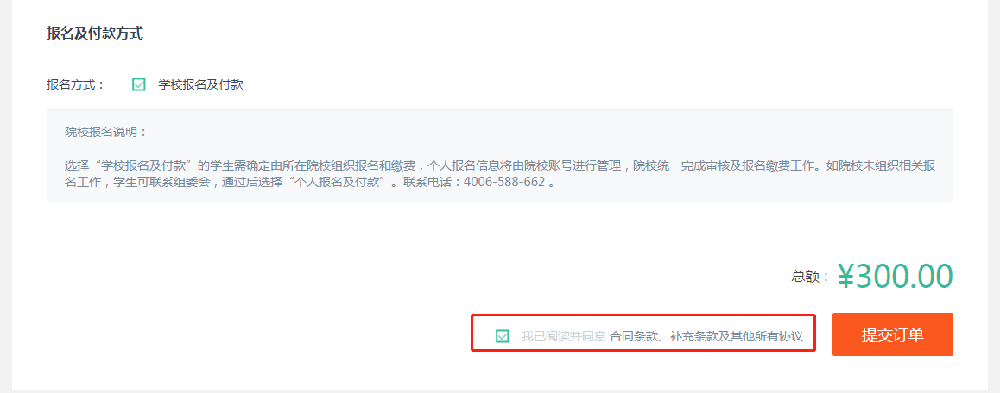 报名及付款方式
报名方式： 学校报名及付款
院校报名说明：
选择“学校报名及付款”的学生需确定由所在院校组织报名和缴费，个人报名信息将由院校账号进行管理，院校统一完成审核及报名缴费工作。如院校未组织相关报
名工作，学生可联系组委会，通过后选择“个人报名及付款”。联系电话：4006-588-662 。
总额：¥300.00
我已阅读并同意 合同条款、补充条款及其他所有协议
提交订单